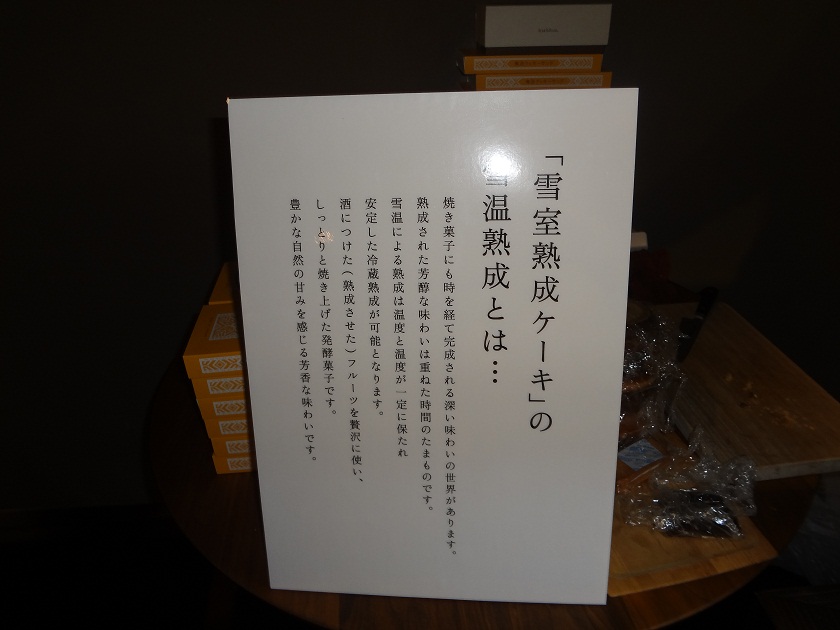 「雪室熟成ケーキ」の
雪温熟成とは…
焼き菓子にも時を経て完成される深い味わいの世界があります。
熟成された芳醇な味わいは重ねた時間のたまものです。
雪温による熟成は温度と湿度が一定に保たれ
安定した冷蔵熟成が可能となります。
酒につけた(熟成させた)フルーツを贅沢に使い、
しっとりと焼き上げた発酵菓子です。
豊かな自然の甘みを感じる芳香な味わいです。